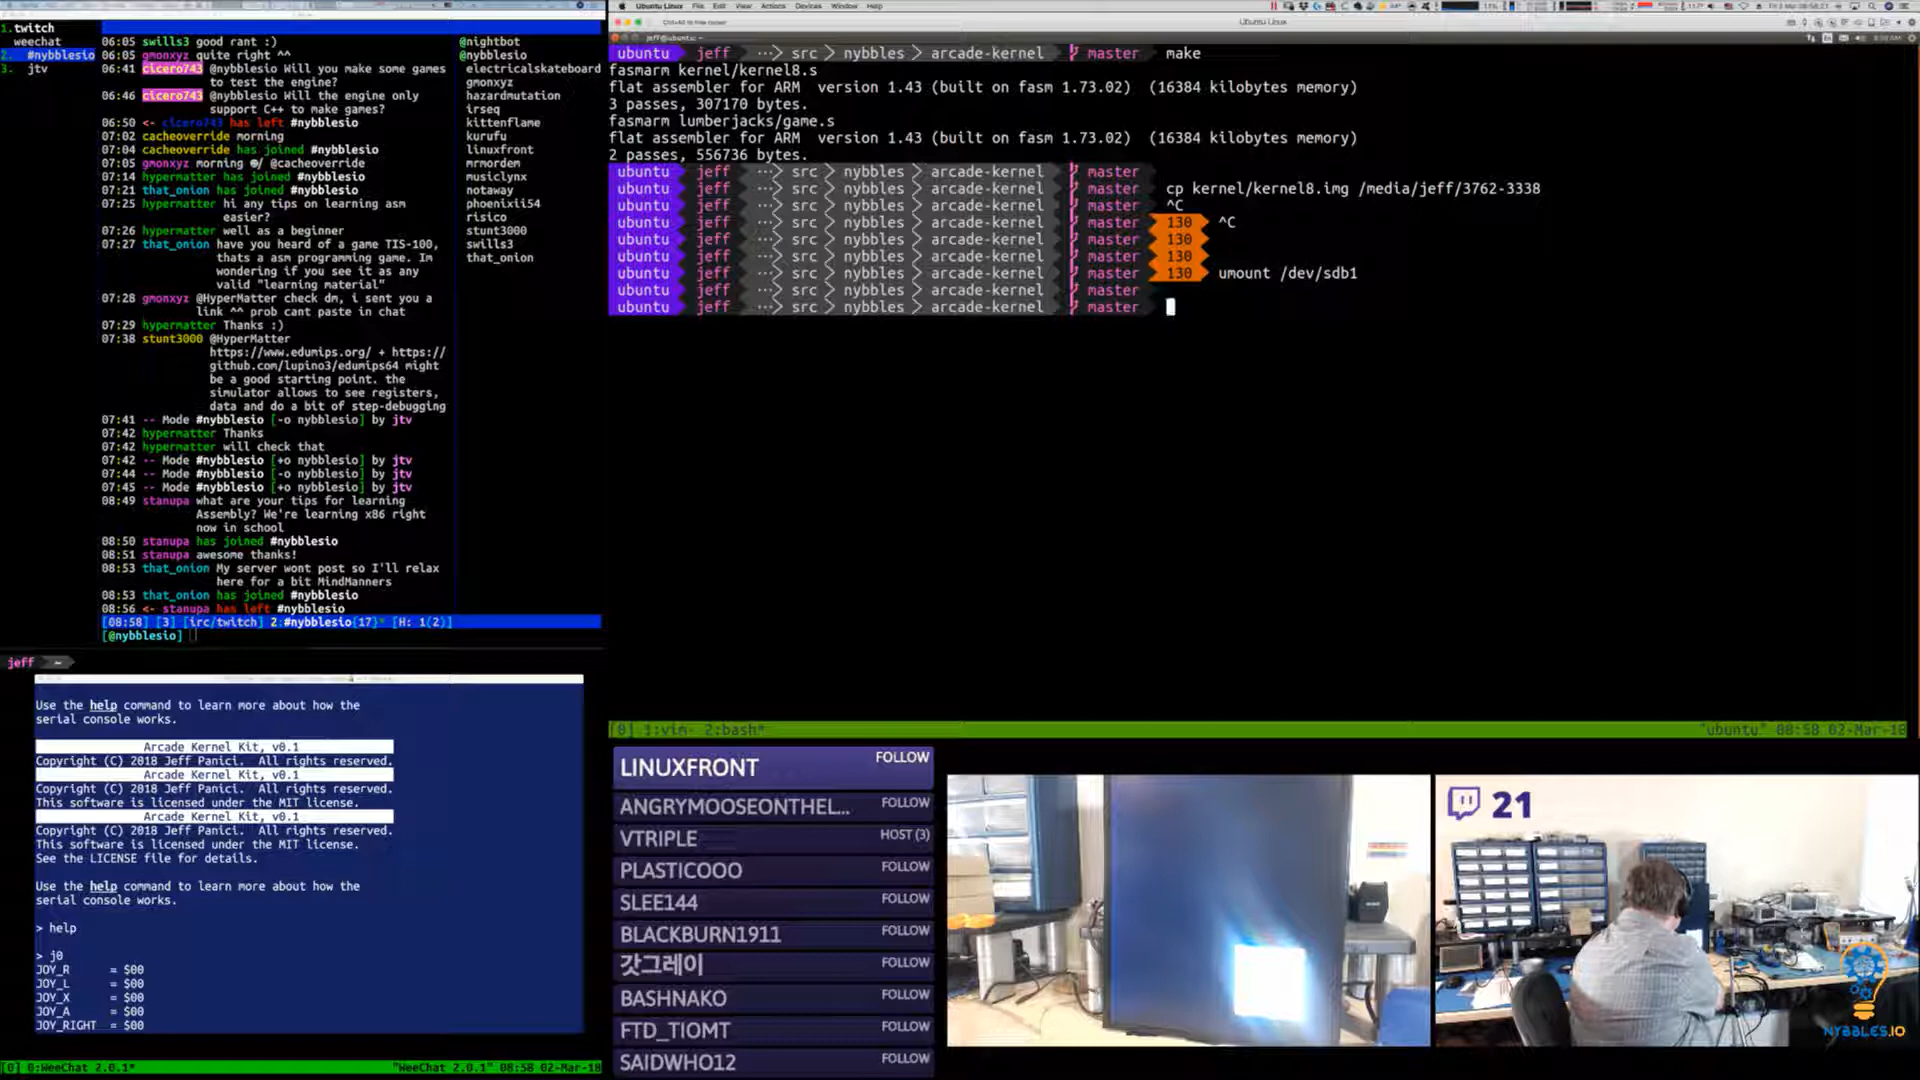 Ubuntu Linux File Edit View Actions Devices Window Help
Ubuntu Linux
jeff@ubuntu: ~
1.twitch
weechat
2. #nybblesio
3. jtv
06:05 swills3 good rant :)
06:05 gmonxyz quite right ^^
06:41 cicero743 @nybblesio Will you make some games
to test the engine?
06:46 cicero743 @nybblesio Will the engine only
support C++ to make games?
06:50 <- cicero743 has left #nybblesio
07:02 cacheoverride morning
07:04 cacheoverride has joined #nybblesio
07:05 gmonxyz morning @cacheoverride
07:14 hypermatter has joined #nybblesio
07:21 that_onion has joined #nybblesio
07:25 hypermatter hi any tips on learning asm
easier?
07:26 hypermatter well as a beginner
07:27 that_onion have you heard of a game TIS-100,
thats a asm programming game. Im
wondering if you see it as any
valid "learning material"
07:28 gmonxyz @HyperMatter check dm, i sent you a
link ^^ prob cant paste in chat
07:29 hypermatter Thanks :)
07:38 stunt3000 @HyperMatter
https://www.edumips.org/ + https://
github.com/lupino3/edumips64 might
be a good starting point. the
simulator allows to see registers,
data and do a bit of step-debugging
07:41 -- Mode #nybblesio [-o nybblesio] by jtv
07:42 hypermatter Thanks
07:42 hypermatter will check that
07:42 -- Mode #nybblesio [+o nybblesio] by jtv
07:44 -- Mode #nybblesio [-o nybblesio] by jtv
07:45 -- Mode #nybblesio [+o nybblesio] by jtv
08:49 stanupa what are your tips for learning
Assembly? We're learning x86 right
now in school
08:50 stanupa has joined #nybblesio
08:51 stanupa awesome thanks!
08:53 that_onion My server wont post so I'll relax
here for a bit MindManners
08:53 that_onion has joined #nybblesio
08:56 <- stanupa has left #nybblesio
[08:58] [3] [irc/twitch] 2:#nybblesio{17}* [H: 1(2)]
[@nybblesio]
@nightbot
@nybblesio
electricalskateboard
gmonxyz
hazardmutation
irseq
kittenflame
kurufu
linuxfront
mrmordem
musiclynx
notaway
phoenixii54
risico
stunt3000
swills3
that_onion
ubuntu jeff ··· src nybbles arcade-kernel master make
fasmarm kernel/kernel8.s
flat assembler for ARM version 1.43 (built on fasm 1.73.02) (16384 kilobytes memory)
3 passes, 307170 bytes.
fasmarm lumberjacks/game.s
flat assembler for ARM version 1.43 (built on fasm 1.73.02) (16384 kilobytes memory)
2 passes, 556736 bytes.
ubuntu jeff ··· src nybbles arcade-kernel master
ubuntu jeff ··· src nybbles arcade-kernel master cp kernel/kernel8.img /media/jeff/3762-3338
ubuntu jeff ··· src nybbles arcade-kernel master ^C
ubuntu jeff ··· src nybbles arcade-kernel master 130 ^C
ubuntu jeff ··· src nybbles arcade-kernel master 130
ubuntu jeff ··· src nybbles arcade-kernel master 130
ubuntu jeff ··· src nybbles arcade-kernel master 130 umount /dev/sdb1
ubuntu jeff ··· src nybbles arcade-kernel master
ubuntu jeff ··· src nybbles arcade-kernel master
[0] 1:vim- 2:bash* "ubuntu" 08:58 02-Mar-18
jeff ~
Use the help command to learn more about how the
serial console works.
Arcade Kernel Kit, v0.1
Copyright (C) 2018 Jeff Panici. All rights reserved.
Arcade Kernel Kit, v0.1
Copyright (C) 2018 Jeff Panici. All rights reserved.
This software is licensed under the MIT license.
Arcade Kernel Kit, v0.1
Copyright (C) 2018 Jeff Panici. All rights reserved.
This software is licensed under the MIT license.
See the LICENSE file for details.
Use the help command to learn more about how the
serial console works.
> help
> j0
JOY_R = $00
JOY_L = $00
JOY_X = $00
JOY_A = $00
JOY_RIGHT = $00
[0] 0:WeeChat 2.0.1* "WeeChat 2.0.1" 08:58 02-Mar-18
LINUXFRONT FOLLOW
ANGRYMOOSEONTHEL... FOLLOW
VTRIPLE HOST (3)
PLASTICOOO FOLLOW
SLEE144 FOLLOW
BLACKBURN1911 FOLLOW
갓그레이 FOLLOW
BASHNAKO FOLLOW
FTD_TIOMT FOLLOW
SAIDWHO12 FOLLOW
21
NYBBLES.IO